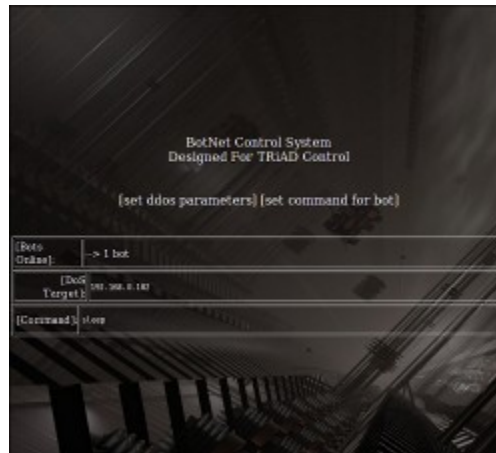 BotNet Control System
Designed For TRiAD Control
[set ddos parameters] [set command for bot]
[Bots
Online]:
--> 1 bot
[DoS
Target]:
[Command]:
sleep